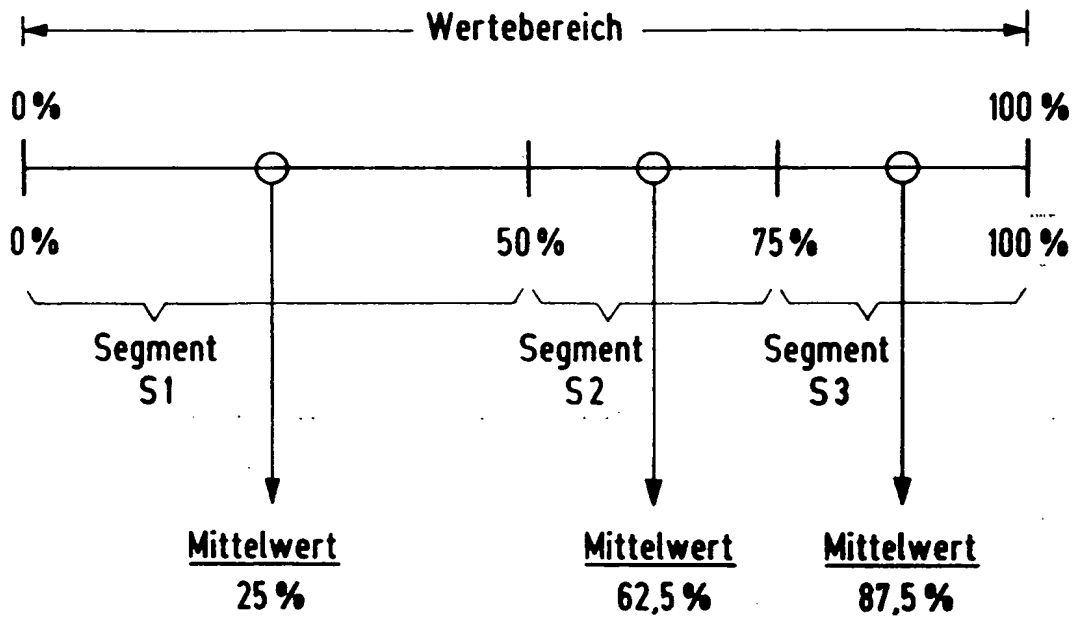 Wertebereich
0% 100%
0% 50% 75% 100%
Segment S1
Segment S2
Segment S3
Mittelwert 25%
Mittelwert 62,5%
Mittelwert 87,5%